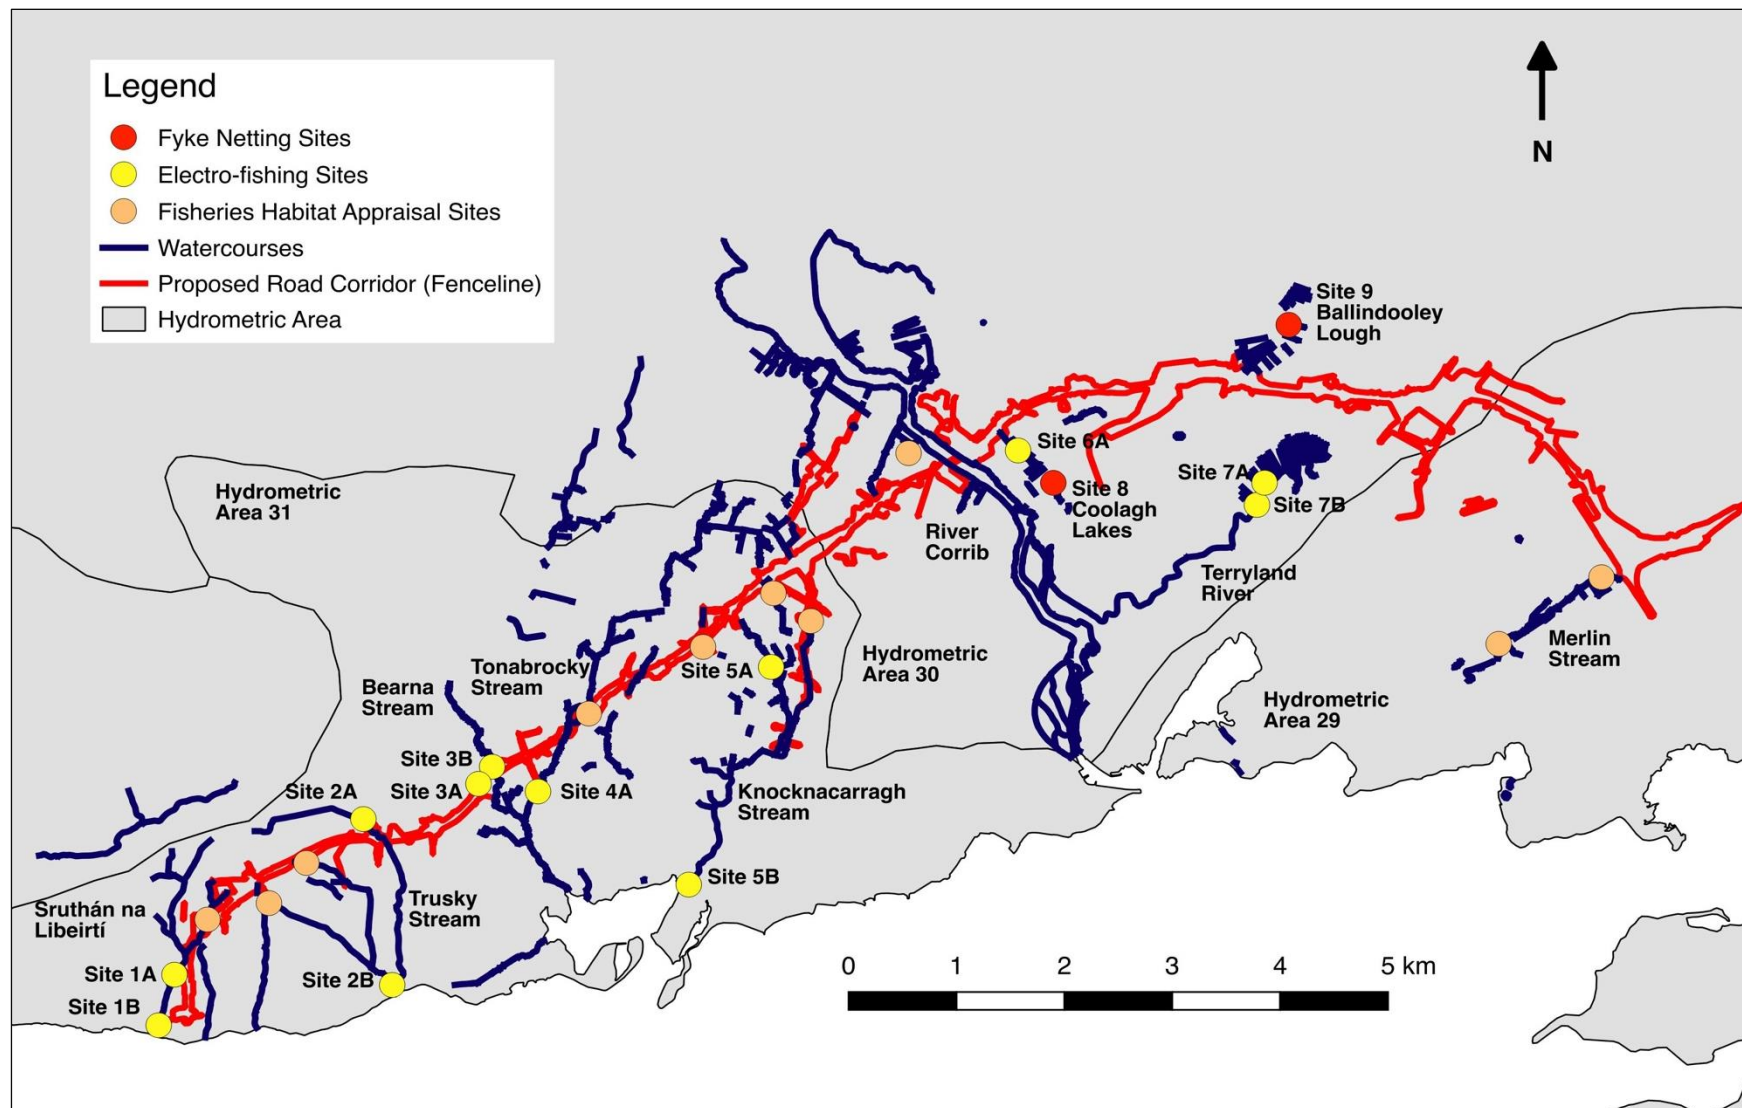 Legend
Fyke Netting Sites
Electro-fishing Sites
Fisheries Habitat Appraisal Sites
Watercourses
Proposed Road Corridor (Fenceline)
Hydrometric Area
N
Site 9
Ballindooley
Lough
Site 6A
Site 8
Coolagh
Lakes
Site 7A
Site 7B
Hydrometric
Area 31
River
Corrib
Terryland
River
Merlin
Stream
Hydrometric
Area 30
Hydrometric
Area 29
Tonabrocky
Stream
Site 5A
Bearna
Stream
Site 3B
Site 3A
Site 4A
Knocknacarragh
Stream
Site 2A
Site 5B
Trusky
Stream
Sruthán na
Libeirtí
Site 1A
Site 2B
Site 1B
0 1 2 3 4 5 km